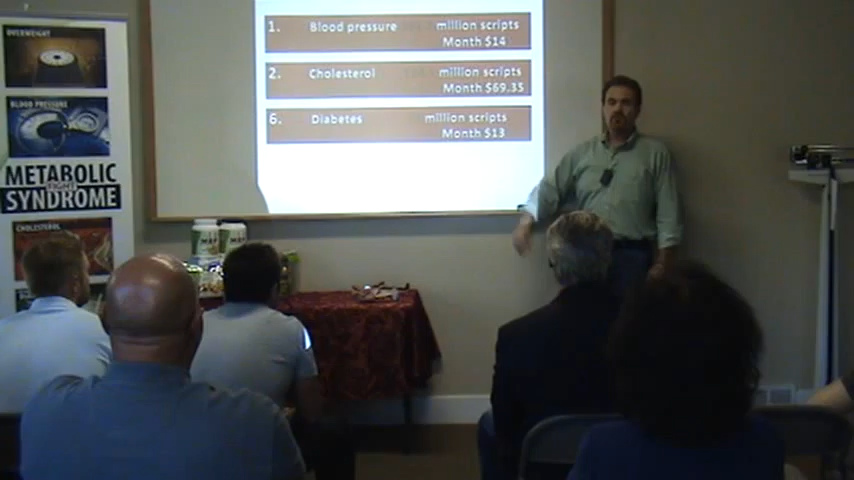 1. Blood pressure million scripts
Month $14
2. Cholesterol million scripts
Month $69.35
6. Diabetes million scripts
Month $13
OVERWEIGHT
BLOOD PRESSURE
METABOLIC
FIGHT
SYNDROME
CHOLESTEROL